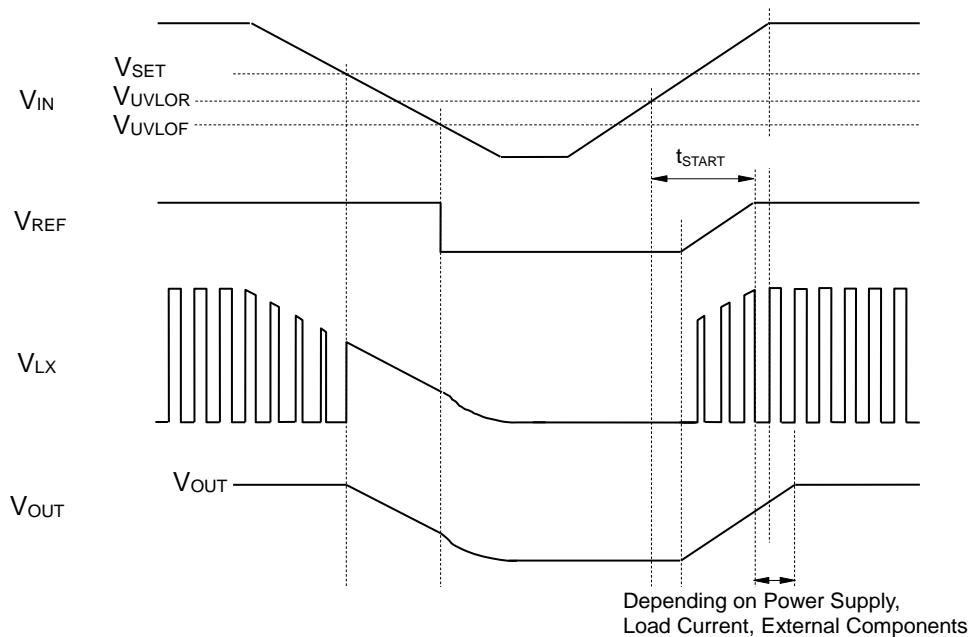 VSET
VIN
VUVLOR
VUVLOF
tSTART
VREF
VLX
VOUT
VOUT
Depending on Power Supply,
Load Current, External Components